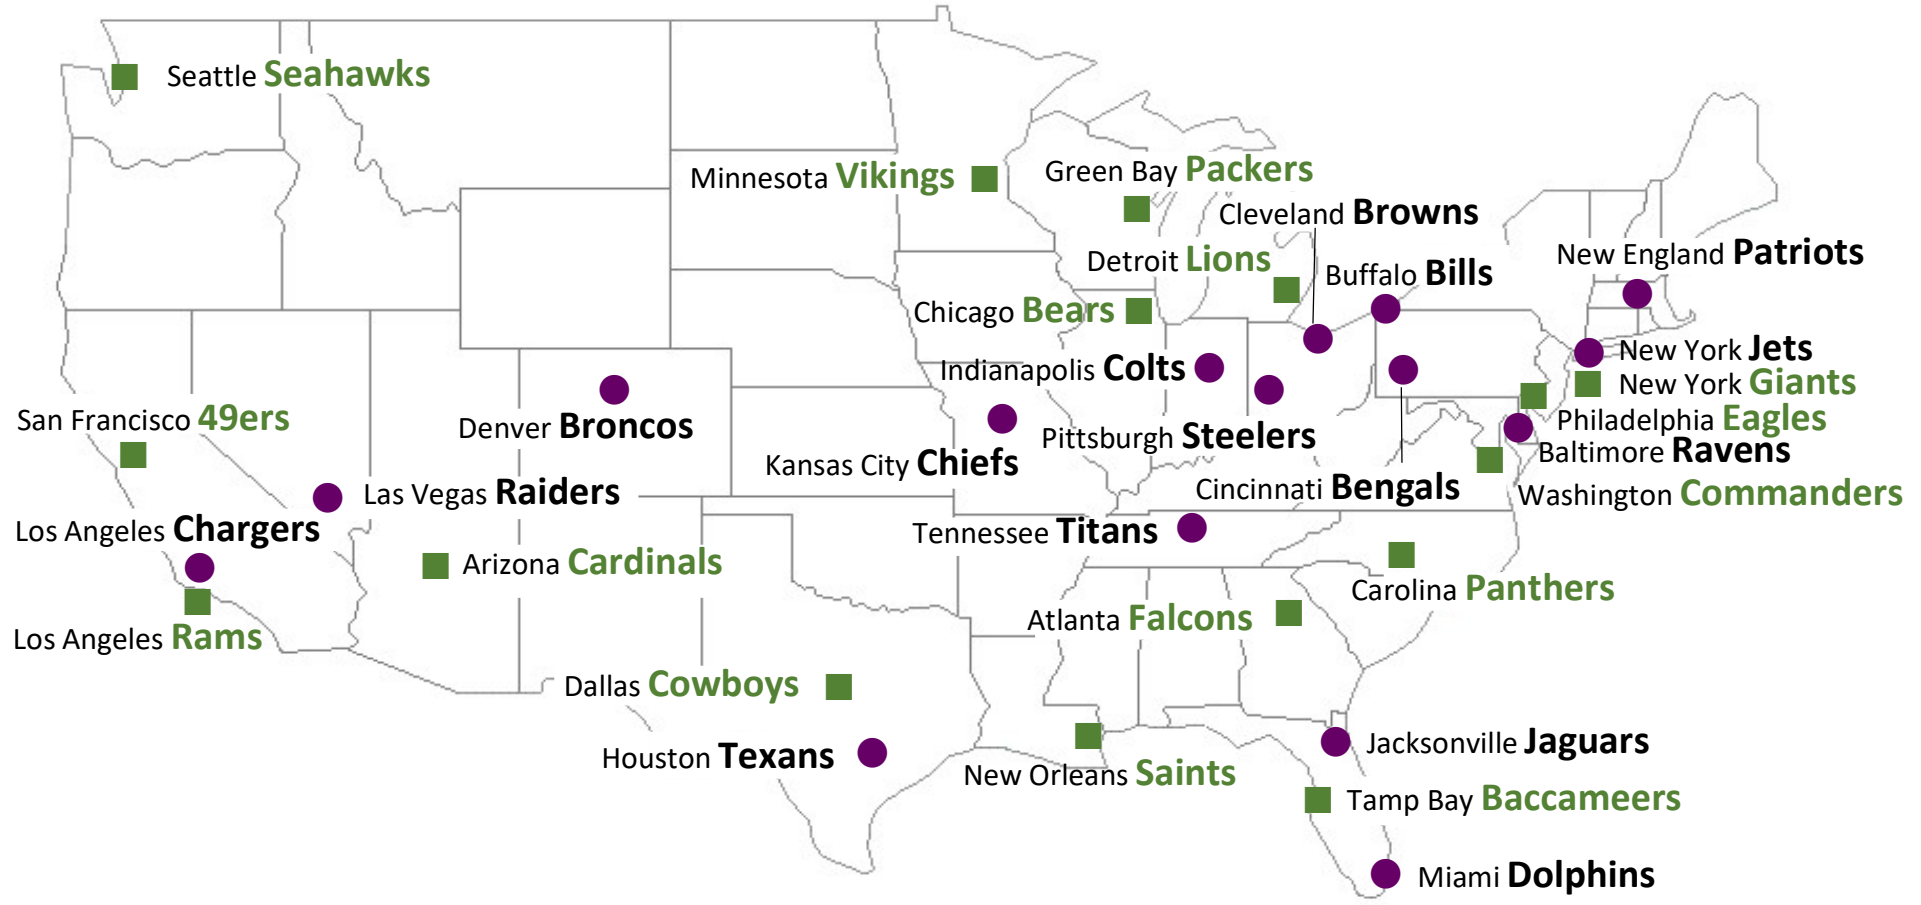 Seattle Seahawks
Minnesota Vikings
Green Bay Packers
Cleveland Browns
Detroit Lions
Buffalo Bills
New England Patriots
Chicago Bears
Indianapolis Colts
New York Jets
New York Giants
San Francisco 49ers
Denver Broncos
Philadelphia Eagles
Pittsburgh Steelers
Baltimore Ravens
Kansas City Chiefs
Las Vegas Raiders
Cincinnati Bengals
Washington Commanders
Los Angeles Chargers
Tennessee Titans
Arizona Cardinals
Carolina Panthers
Atlanta Falcons
Los Angeles Rams
Dallas Cowboys
Houston Texans
Jacksonville Jaguars
New Orleans Saints
Tamp Bay Baccameers
Miami Dolphins